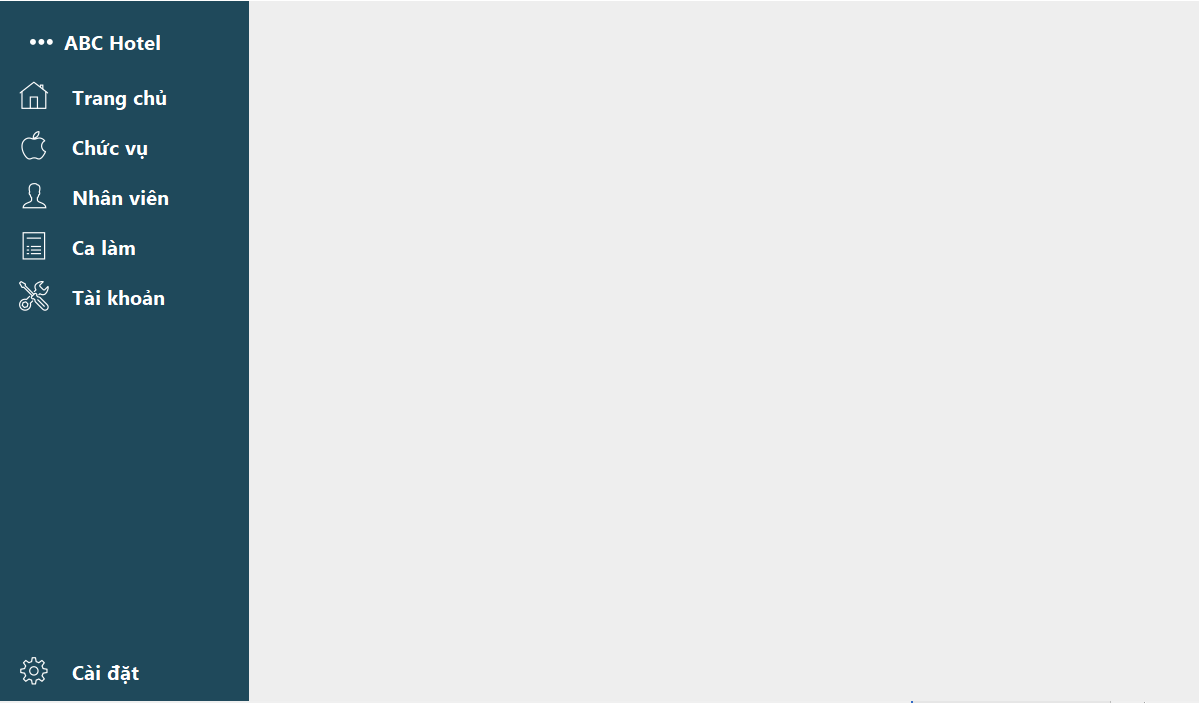 ABC Hotel
Trang chủ
Chức vụ
Nhân viên
Ca làm
Tài khoản
Cài đặt